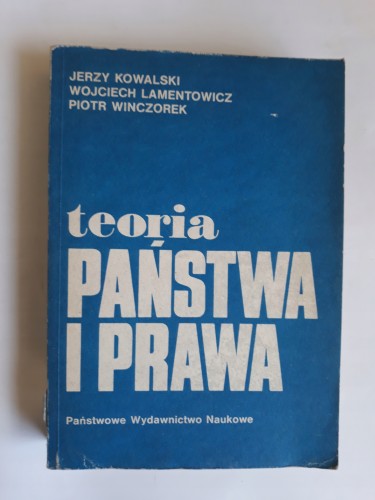 JERZY KOWALSKI
WOJCIECH LAMENTOWICZ
PIOTR WINCZOREK
teoria
PAŃSTWA
I PRAWA
Państwowe Wydawnictwo Naukowe